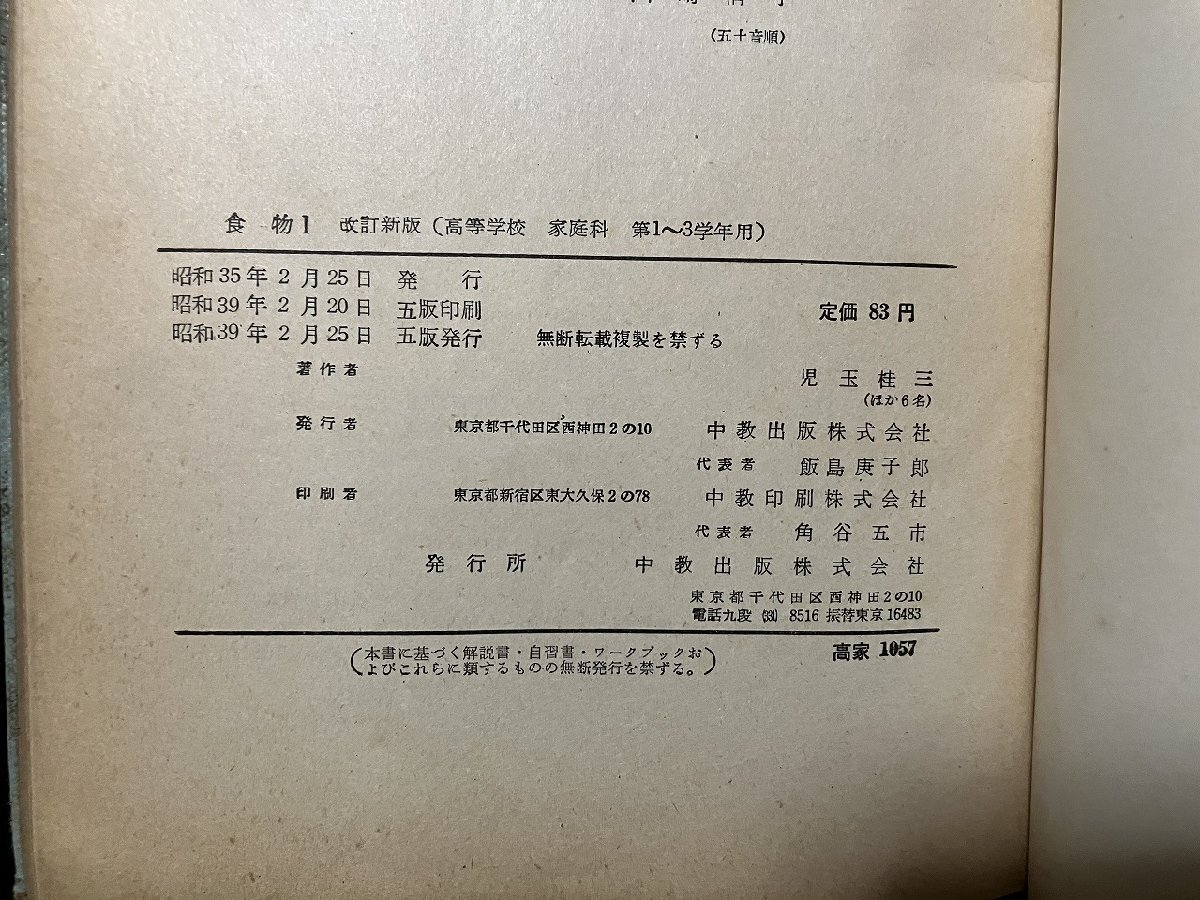 (五十音順)
食物1 改訂新版(高等学校 家庭科 第1~3学年用)
昭和35年2月25日 発行
昭和39年2月20日 五版印刷
定価 83円
昭和39年2月25日 五版発行 無断転載複製を禁ずる
著作者 児玉桂三
(ほか6名)
発行者 東京都千代田区西神田2の10 中教出版株式会社
代表者 飯島庚子郎
印刷者 東京都新宿区東大久保2の78 中教印刷株式会社
代表者 角谷五市
発行所 中教出版株式会社
東京都千代田区西神田2の10
電話九段(331) 8516 振替東京16483
(本書に基づく解説書・自習書・ワークブックお
よびこれらに類するものの無断発行を禁ずる。)
高家 1057